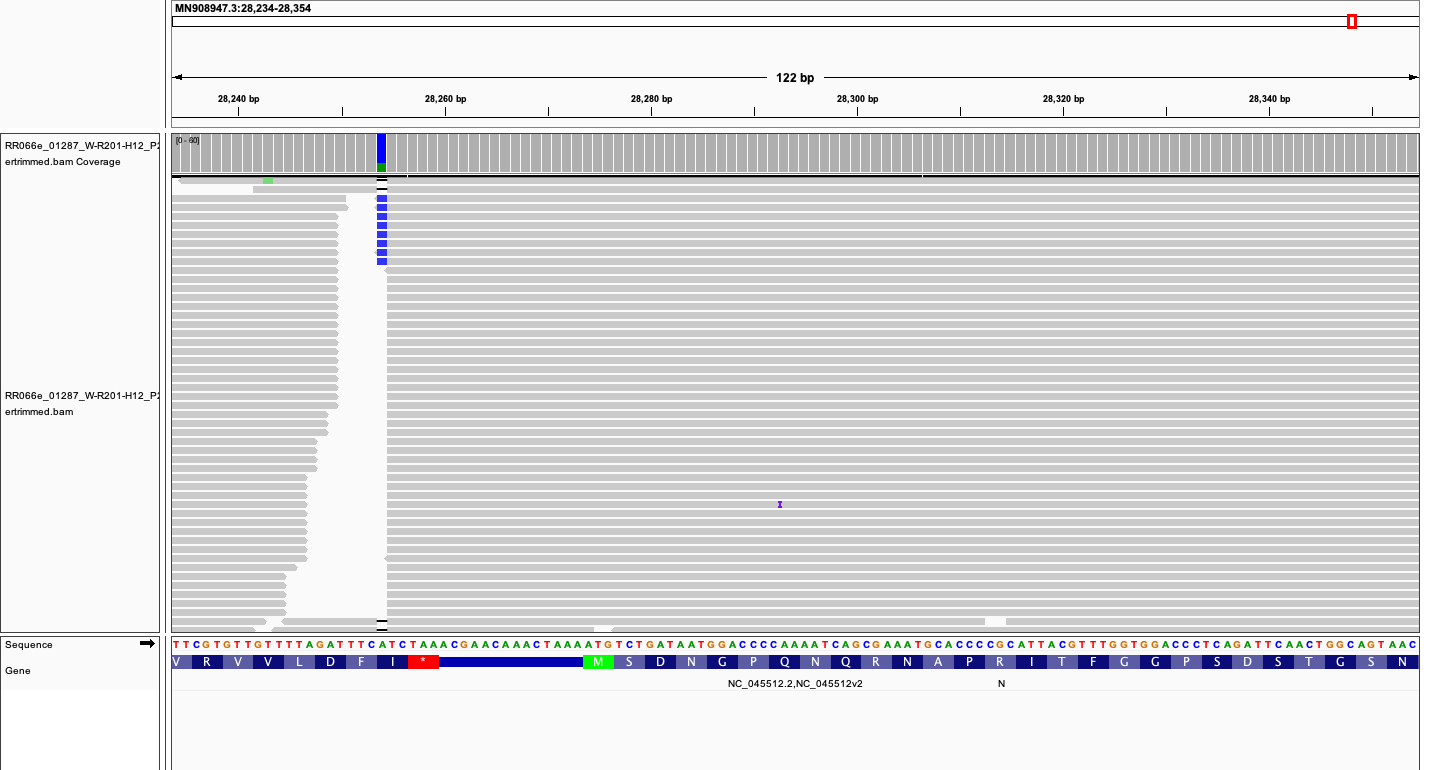 MN908947.3:28,234-28,354
122 bp
28,240 bp 28,260 bp 28,280 bp 28,300 bp 28,320 bp 28,340 bp
RR066e_01287_W-R201-H12_P2
ertrimmed.bam Coverage
[0 - 60]
RR066e_01287_W-R201-H12_P2
ertrimmed.bam
Sequence
TTCGTGTTGTTTTAGATTTCATCTAAACGAACAAACTAAAATGTCTGATAATGGACCCCAAAATCAGCGAAATGCACCCCGCATTACGTTTGGTGGACCCTCAGATTCAACTGGCAGTAAC
Gene
V R V V L D F I * M S D N G P Q N Q R N A P R I T F G G P S D S T G S N
NC_045512.2,NC_045512v2 N